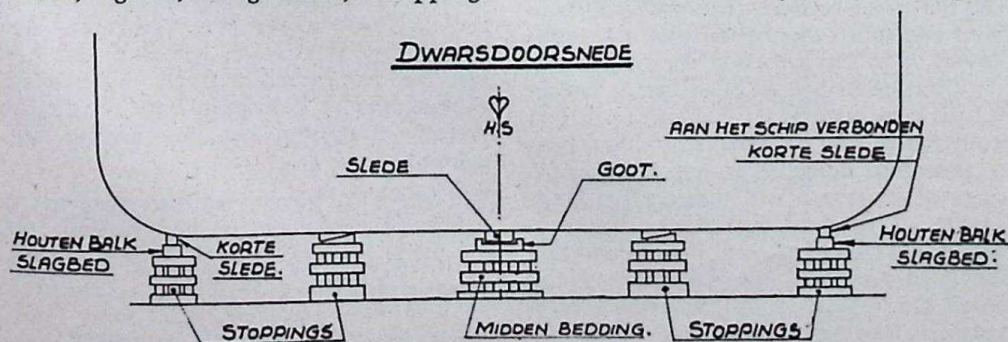 DWARSDOORSNEDE
H S
AAN HET SCHIP VERBONDEN
KORTE SLEDE
SLEDE
GOOT.
HOUTEN BALK
SLAGBED
KORTE
SLEDE.
HOUTEN BALK
SLAGBED.
STOPPINGS
MIDDEN BEDDING.
STOPPINGS